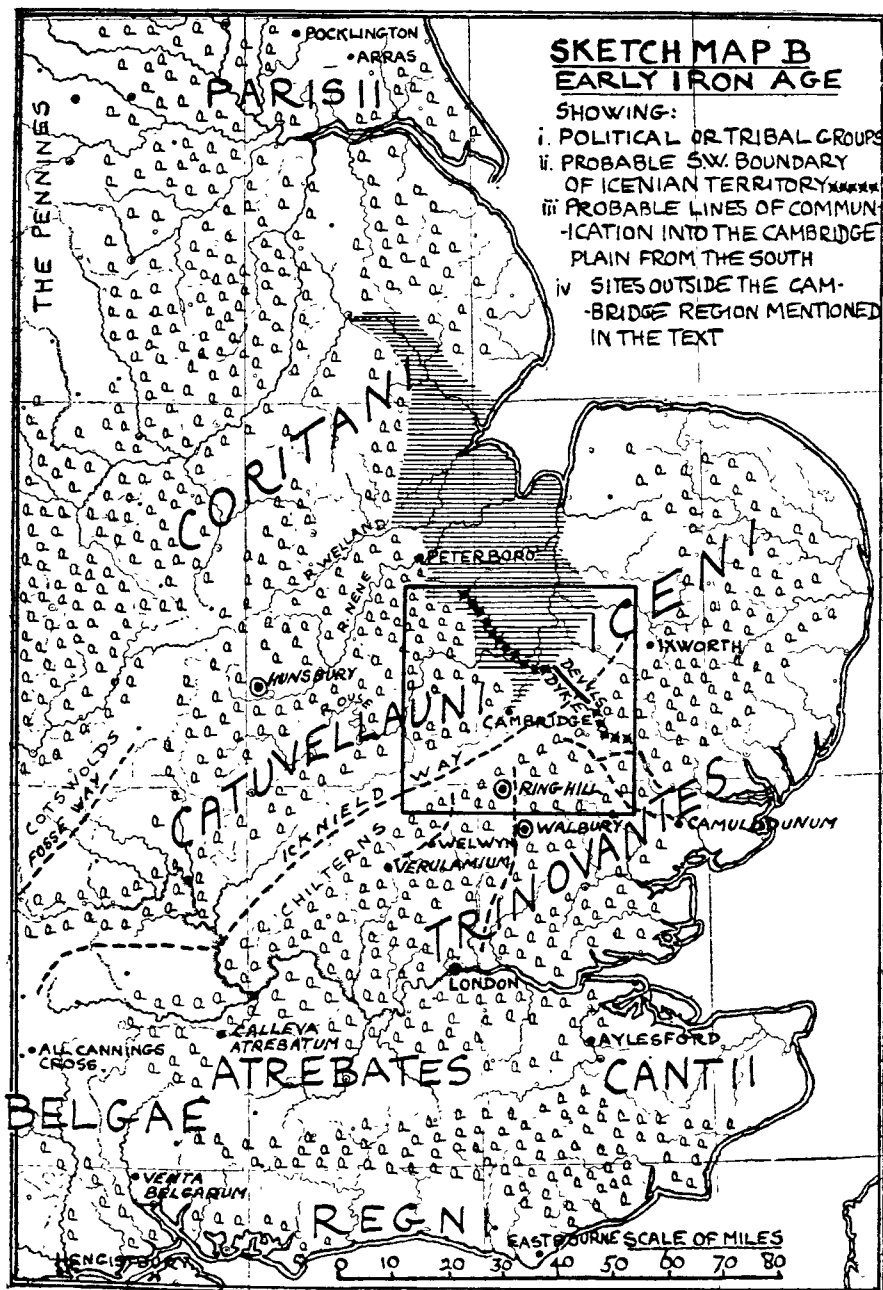 SKETCH MAP B
EARLY IRON AGE
SHOWING:
i. POLITICAL OR TRIBAL GROUPS
ii. PROBABLE S.W. BOUNDARY
OF ICENIAN TERRITORY
iii PROBABLE LINES OF COMMUN-
-ICATION INTO THE CAMBRIDGE
PLAIN FROM THE SOUTH
iv SITES OUTSIDE THE CAM-
-BRIDGE REGION MENTIONED
IN THE TEXT
POCKLINGTON
ARRAS
PARISII
THE PENNINES
CORITANI
R. WELLAND
PETERBORO'
R. NENE
ICENI
IXWORTH
HUNSBURY
R. OUSE
DEVIL'S
DYKE
CAMBRIDGE
CATUVELLAUNI
COTSWOLDS
FOSSE WAY
ICKNIELD WAY
RING HILL
CHILTERNS
WELWYN
WALBURY
CAMULODUNUM
VERULAMIUM
TRINOVANTES
LONDON
CALLEVA
ATREBATUM
AYLESFORD
ALL CANNINGS
CROSS
ATREBATES
CANTII
BELGAE
VENTA
BELGARUM
REGNI
EASTBOURNE
SCALE OF MILES
HENGISTBURY
0 10 20 30 40 50 60 70 80